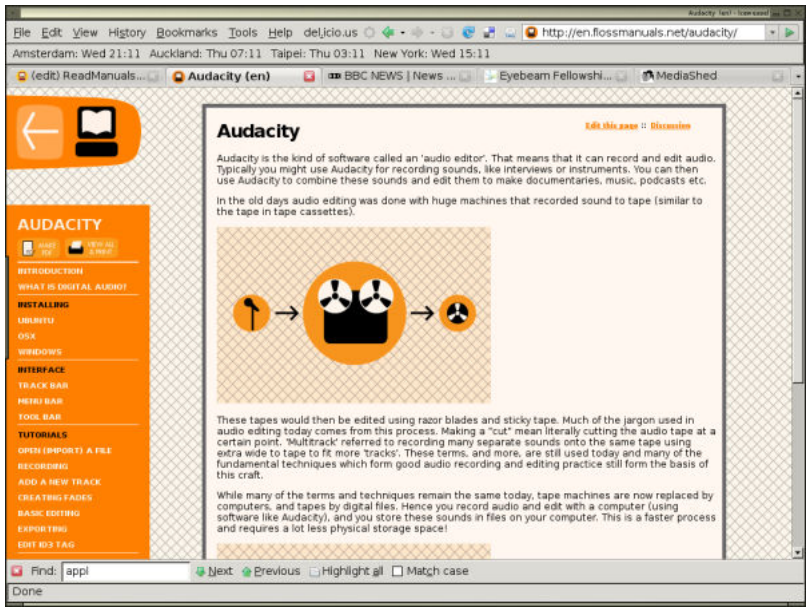 Audacity (en) - Iceweasel
File Edit View History Bookmarks Tools Help del.icio.us http://en.flossmanuals.net/audacity/
Amsterdam: Wed 21:11 Auckland: Thu 07:11 Taipei: Thu 03:11 New York: Wed 15:11
(edit) ReadManuals... Audacity (en) BBC NEWS | News ... Eyebeam Fellowshi... MediaShed
Audacity
Edit this page :: Discussion
Audacity is the kind of software called an 'audio editor'. That means that it can record and edit audio.
Typically you might use Audacity for recording sounds, like interviews or instruments. You can then
use Audacity to combine these sounds and edit them to make documentaries, music, podcasts etc.
In the old days audio editing was done with huge machines that recorded sound to tape (similar to
the tape in tape cassettes).
These tapes would then be edited using razor blades and sticky tape. Much of the jargon used in
audio editing today comes from this process. Making a "cut" mean literally cutting the audio tape at a
certain point. 'Multitrack' referred to recording many separate sounds onto the same tape using
extra wide to tape to fit more 'tracks'. These terms, and more, are still used today and many of the
fundamental techniques which form good audio recording and editing practice still form the basis of
this craft.
While many of the terms and techniques remain the same today, tape machines are now replaced by
computers, and tapes by digital files. Hence you record audio and edit with a computer (using
software like Audacity), and you store these sounds in files on your computer. This is a faster process
and requires a lot less physical storage space!
AUDACITY
MAKE PDF
VIEW ALL & PRINT
INTRODUCTION
WHAT IS DIGITAL AUDIO?
INSTALLING
UBUNTU
OSX
WINDOWS
INTERFACE
TRACK BAR
MENU BAR
TOOL BAR
TUTORIALS
OPEN (IMPORT) A FILE
RECORDING
ADD A NEW TRACK
CREATING FADES
BASIC EDITING
EXPORTING
EDIT ID3 TAG
Find: appl Next Previous Highlight all Match case
Done